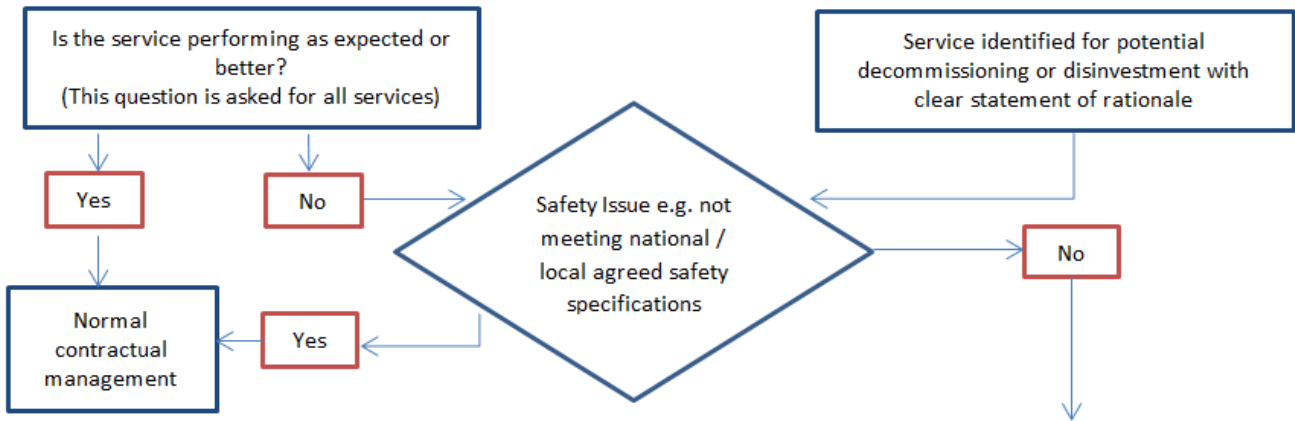 Is the service performing as expected or
better?
(This question is asked for all services)
Service identified for potential
decommissioning or disinvestment with
clear statement of rationale
Yes
No
Safety Issue e.g. not
meeting national /
local agreed safety
specifications
No
Normal
contractual
management
Yes